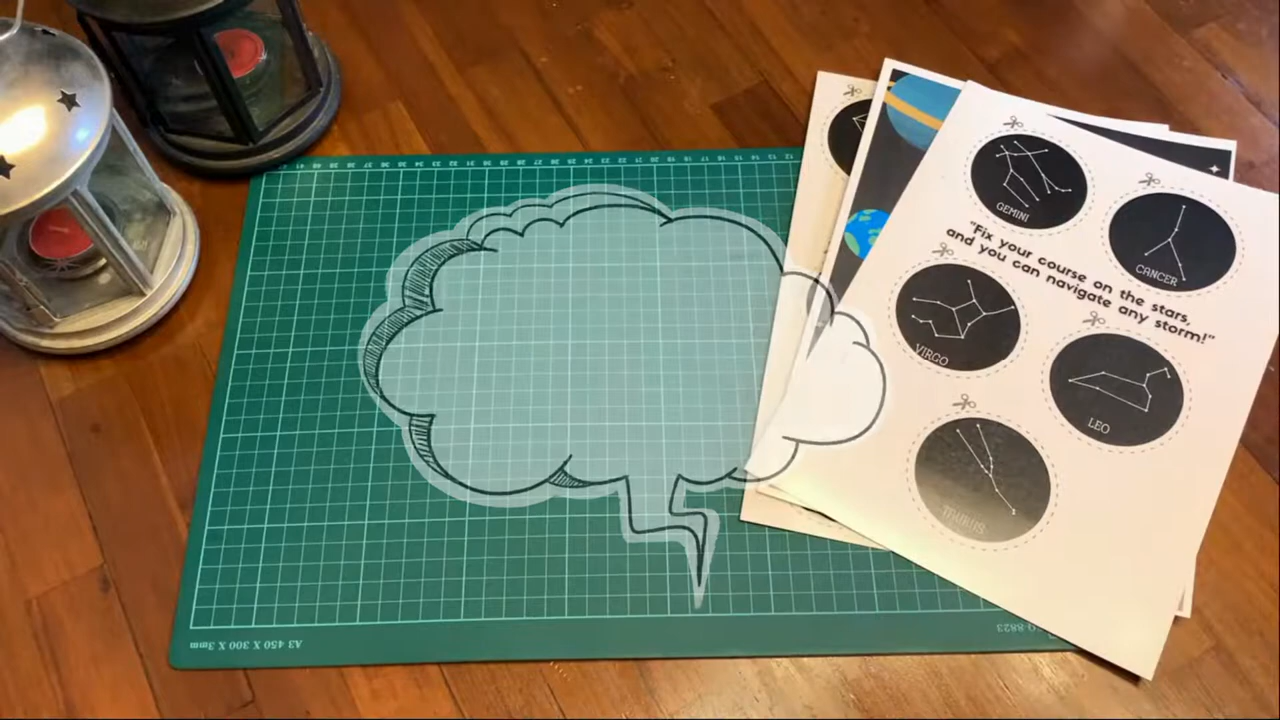 GEMINI
CANCER
"Fix your course on the stars,
and you can navigate any storm!"
VIRGO
LEO
TAURUS
A3 450 X 300 X 3mm